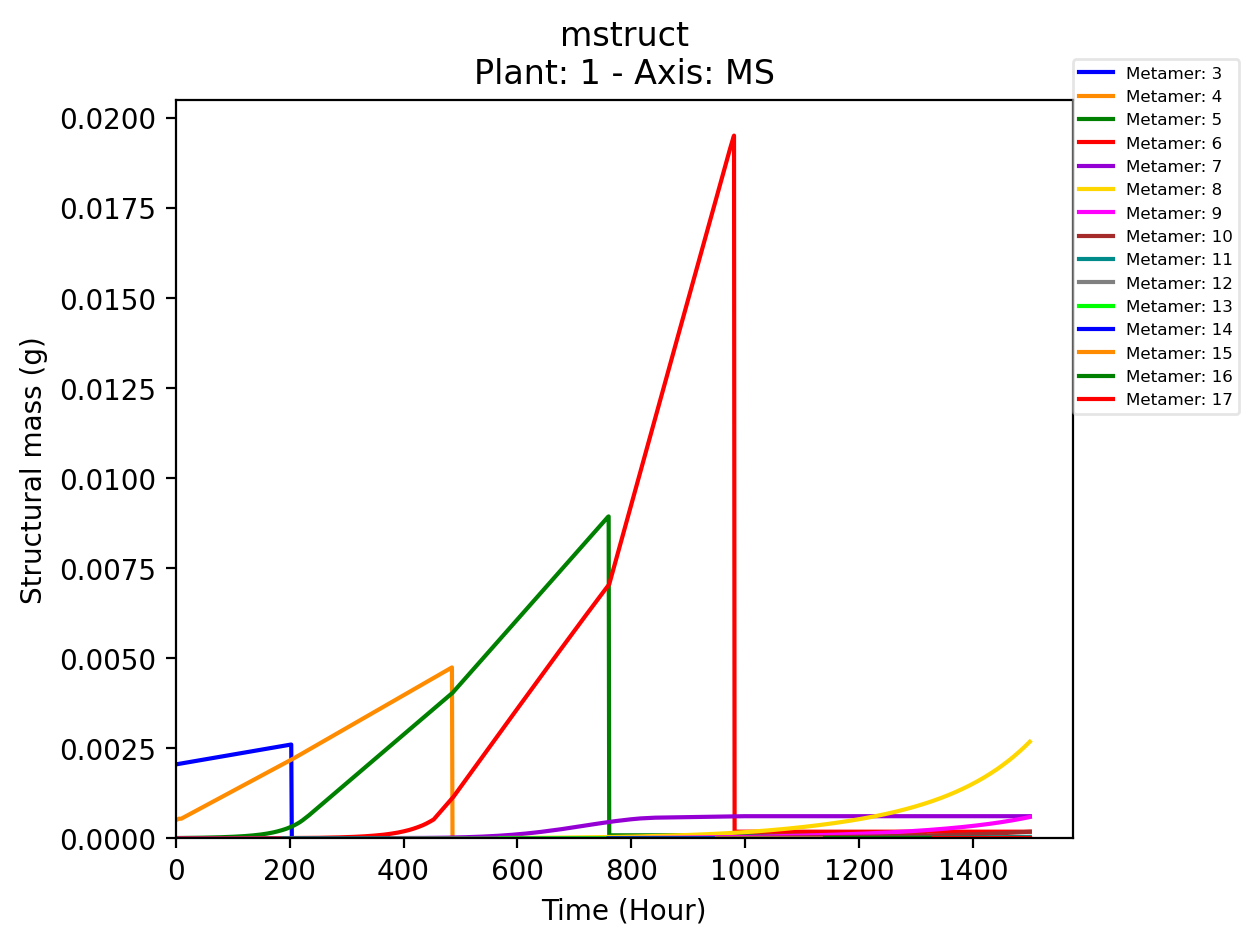 mstruct
Plant: 1 - Axis: MS
Metamer: 3
Metamer: 4
Metamer: 5
Metamer: 6
Metamer: 7
Metamer: 8
Metamer: 9
Metamer: 10
Metamer: 11
Metamer: 12
Metamer: 13
Metamer: 14
Metamer: 15
Metamer: 16
Metamer: 17
Structural mass (g)
0.0200
0.0175
0.0150
0.0125
0.0100
0.0075
0.0050
0.0025
0.0000
0 200 400 600 800 1000 1200 1400
Time (Hour)